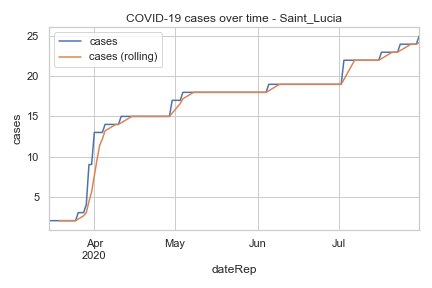 COVID-19 cases over time - Saint_Lucia
cases
cases (rolling)
25
20
15
10
5
cases
Apr
2020
May
Jun
Jul
dateRep